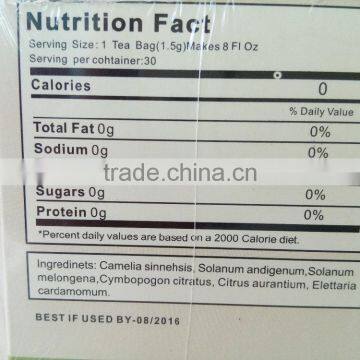 Nutrition Fact
Serving Size: 1 Tea Bag(1.5g)Makes 8 Fl Oz
Serving per cohtainer:30
Calories 0
% Daily Value
Total Fat 0g 0%
Sodium 0g 0%
trade.china.cn
Sugars 0g 0%
Protein 0g 0%
*Percent daily values are based on a 2000 Calorie diet.
Ingredinets: Camelia sinnehsis, Solanum andigenum,Solanum
melongena,Cymbopogon citratus, Citrus aurantium, Elettaria
cardamomum.
BEST IF USED BY-08/2016